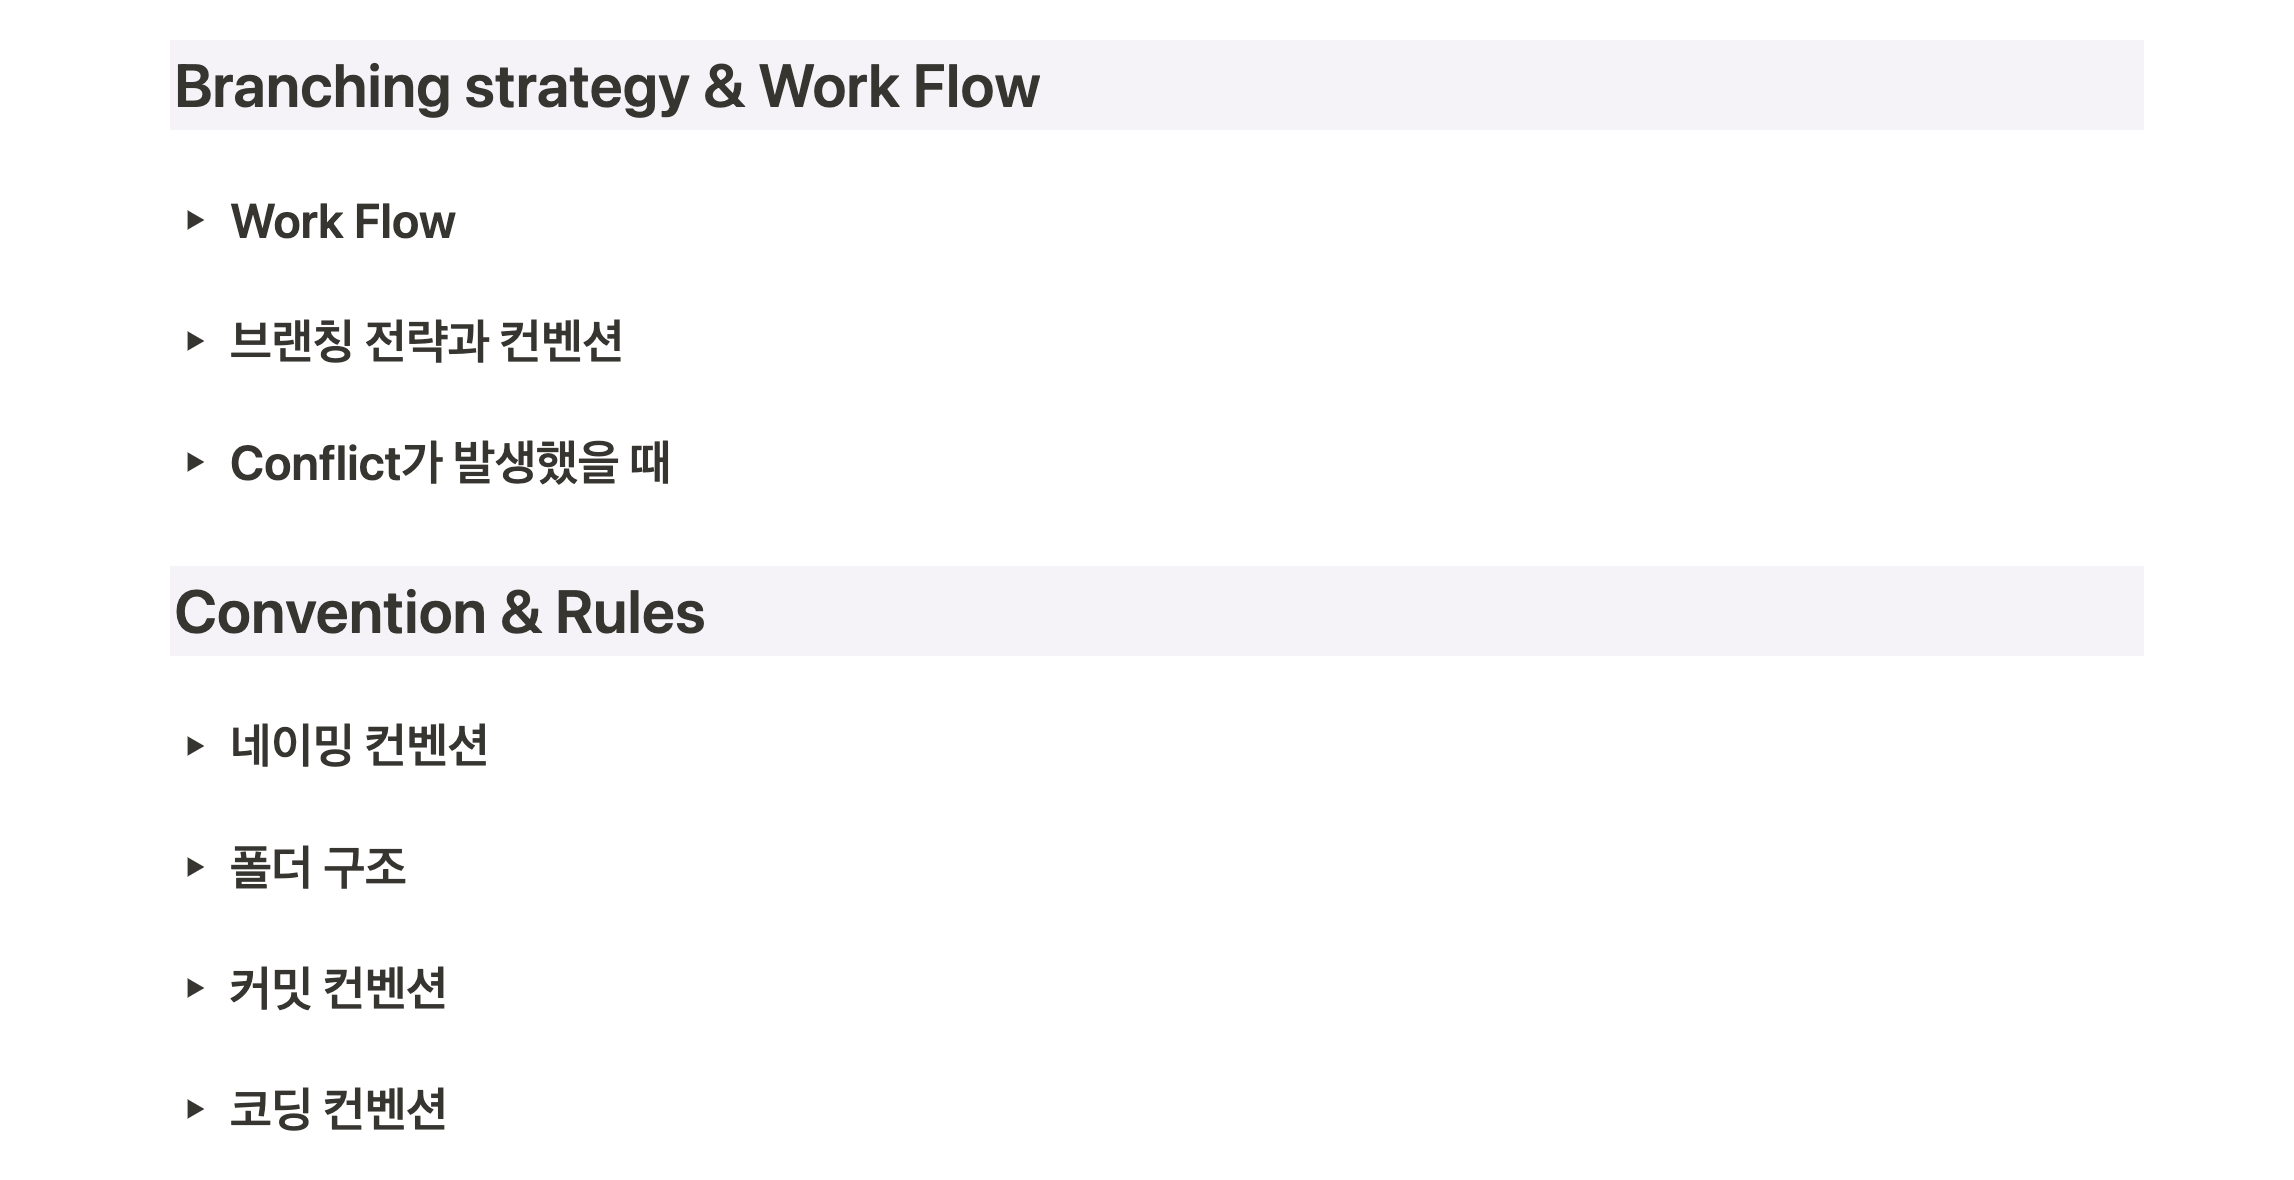 Branching strategy & Work Flow
Work Flow
브랜칭 전략과 컨벤션
Conflict가 발생했을 때
Convention & Rules
네이밍 컨벤션
폴더 구조
커밋 컨벤션
코딩 컨벤션